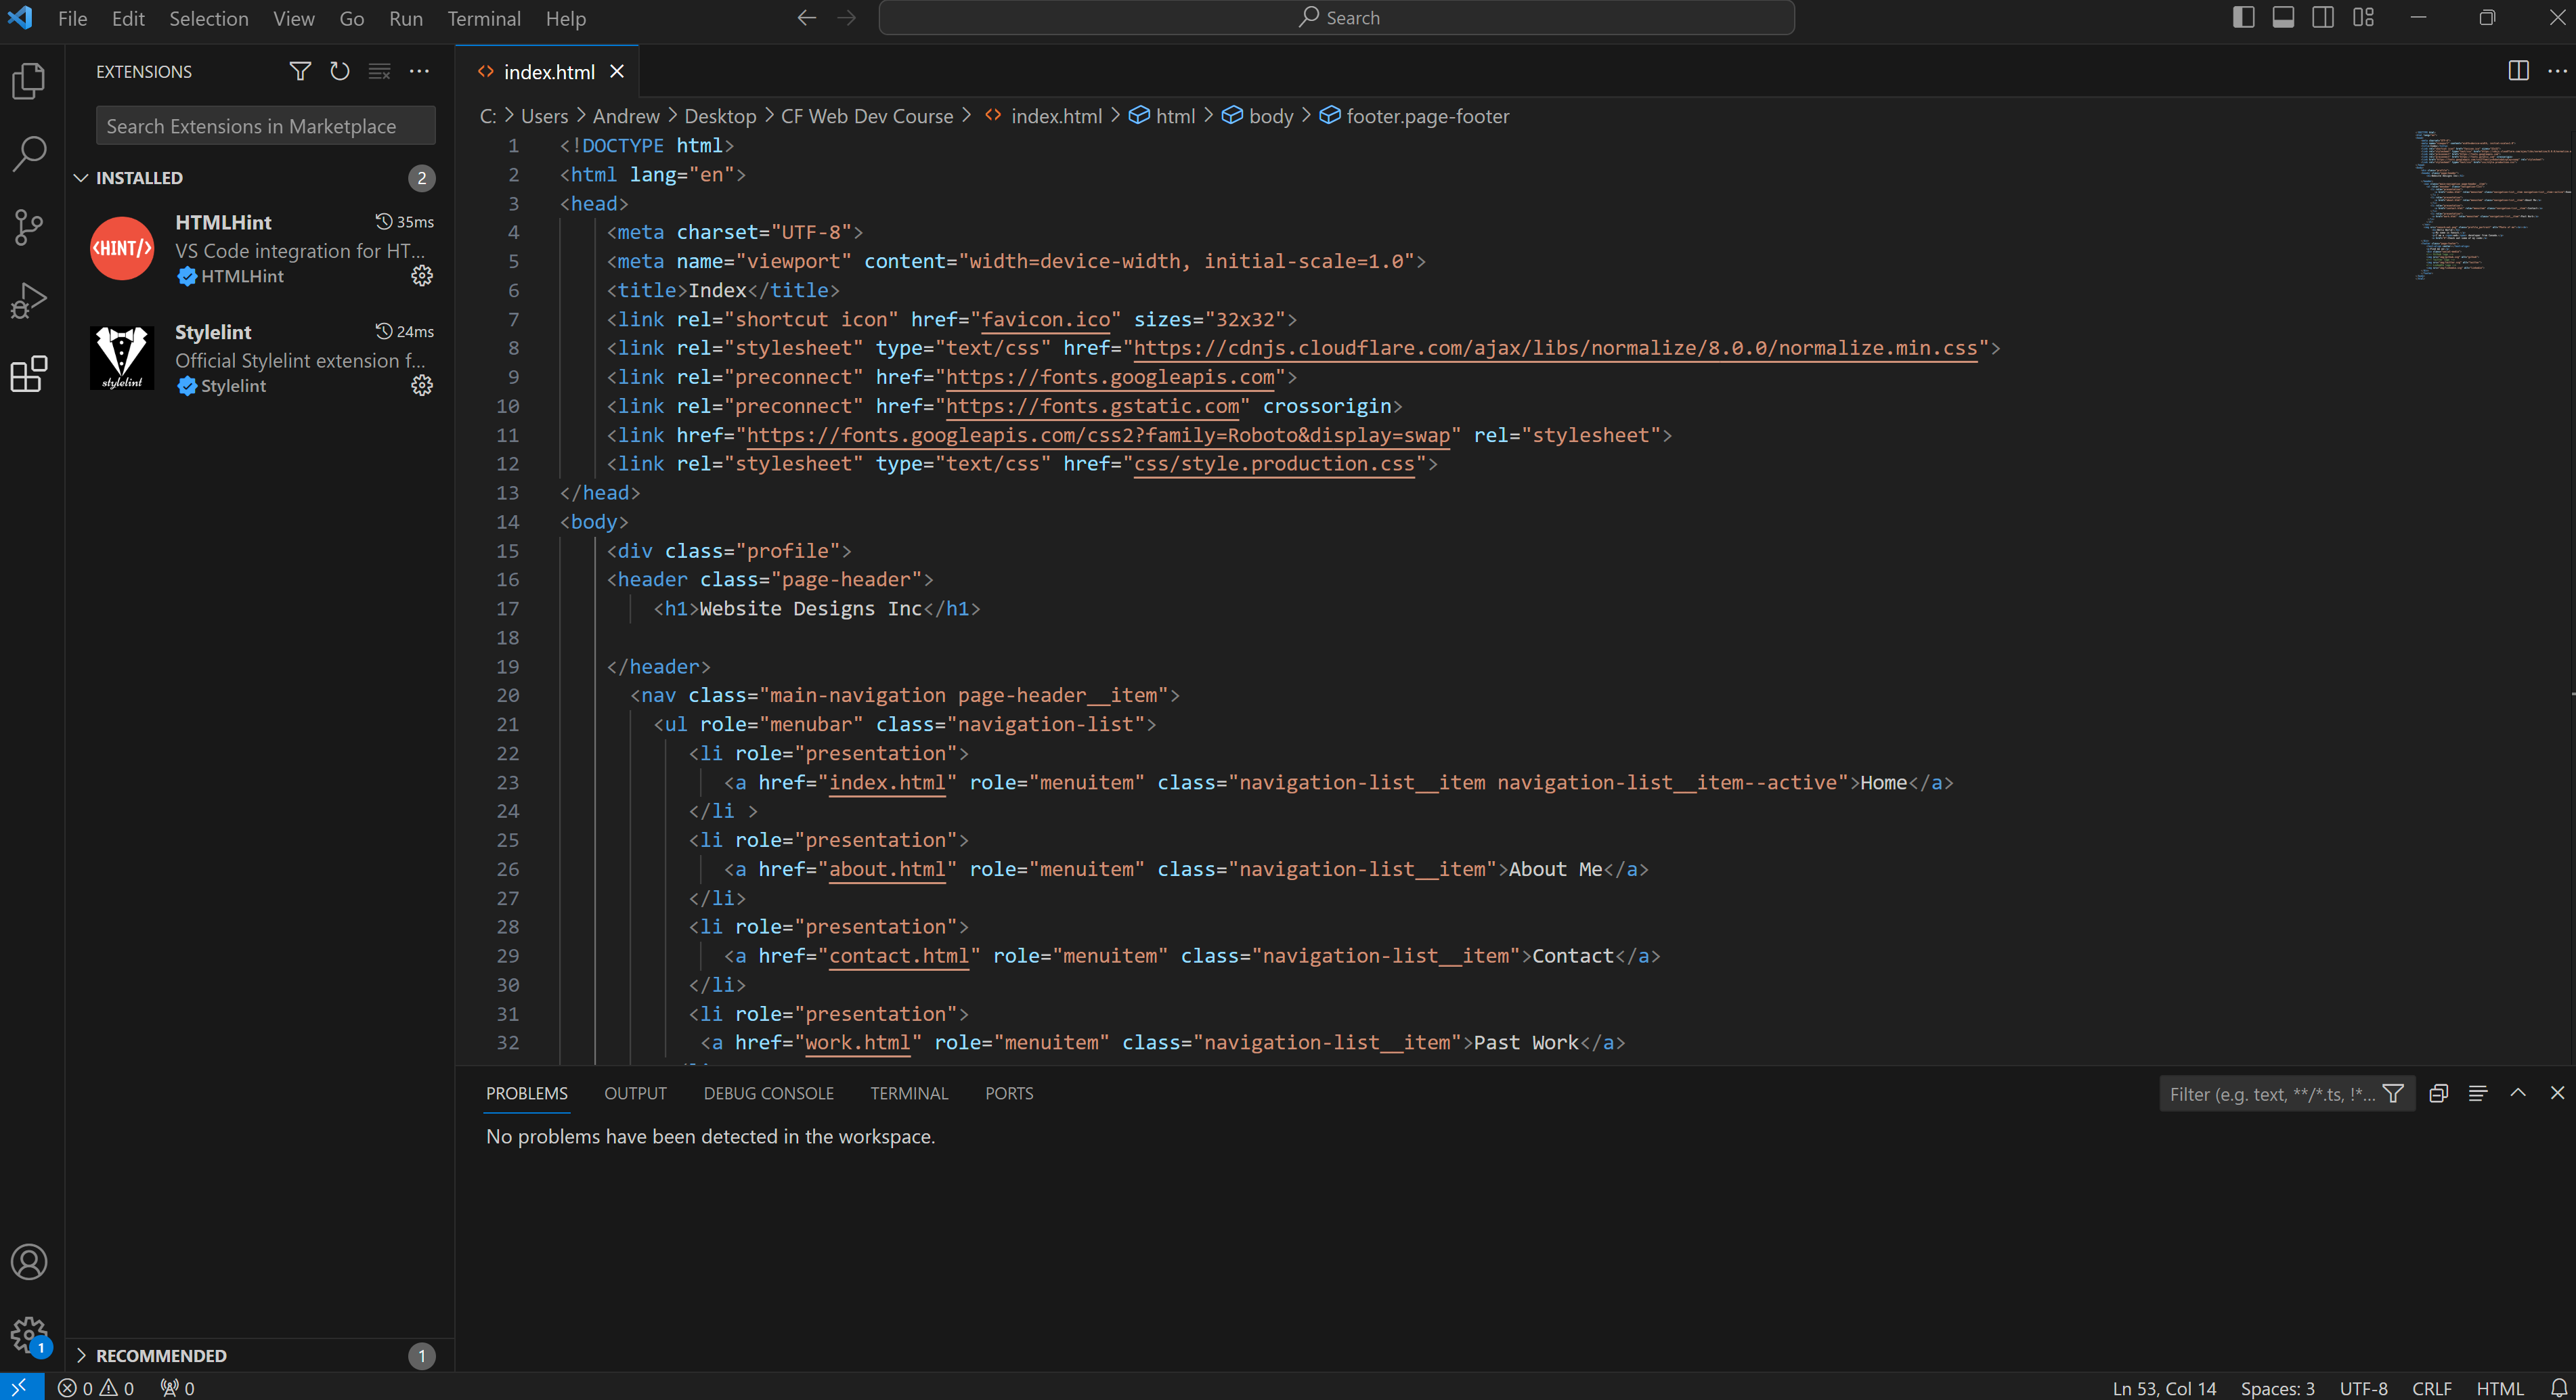 File Edit Selection View Go Run Terminal Help
Search
EXTENSIONS
Search Extensions in Marketplace
INSTALLED 2
<HINT/>
HTMLHint 35ms
VS Code integration for HT...
HTMLHint
stylelint
Stylelint 24ms
Official Stylelint extension f...
Stylelint
RECOMMENDED 1
1
index.html
C: > Users > Andrew > Desktop > CF Web Dev Course > index.html > html > body > footer.page-footer
1 <!DOCTYPE html>
2 <html lang="en">
3 <head>
4 <meta charset="UTF-8">
5 <meta name="viewport" content="width=device-width, initial-scale=1.0">
6 <title>Index</title>
7 <link rel="shortcut icon" href="favicon.ico" sizes="32x32">
8 <link rel="stylesheet" type="text/css" href="https://cdnjs.cloudflare.com/ajax/libs/normalize/8.0.0/normalize.min.css">
9 <link rel="preconnect" href="https://fonts.googleapis.com">
10 <link rel="preconnect" href="https://fonts.gstatic.com" crossorigin>
11 <link href="https://fonts.googleapis.com/css2?family=Roboto&display=swap" rel="stylesheet">
12 <link rel="stylesheet" type="text/css" href="css/style.production.css">
13 </head>
14 <body>
15 <div class="profile">
16 <header class="page-header">
17 <h1>Website Designs Inc</h1>
18
19 </header>
20 <nav class="main-navigation page-header__item">
21 <ul role="menubar" class="navigation-list">
22 <li role="presentation">
23 <a href="index.html" role="menuitem" class="navigation-list__item navigation-list__item--active">Home</a>
24 </li >
25 <li role="presentation">
26 <a href="about.html" role="menuitem" class="navigation-list__item">About Me</a>
27 </li>
28 <li role="presentation">
29 <a href="contact.html" role="menuitem" class="navigation-list__item">Contact</a>
30 </li>
31 <li role="presentation">
32 <a href="work.html" role="menuitem" class="navigation-list__item">Past Work</a>
PROBLEMS OUTPUT DEBUG CONSOLE TERMINAL PORTS
Filter (e.g. text, **/*.ts, !*...
No problems have been detected in the workspace.
0 0 0
Ln 53, Col 14 Spaces: 3 UTF-8 CRLF HTML